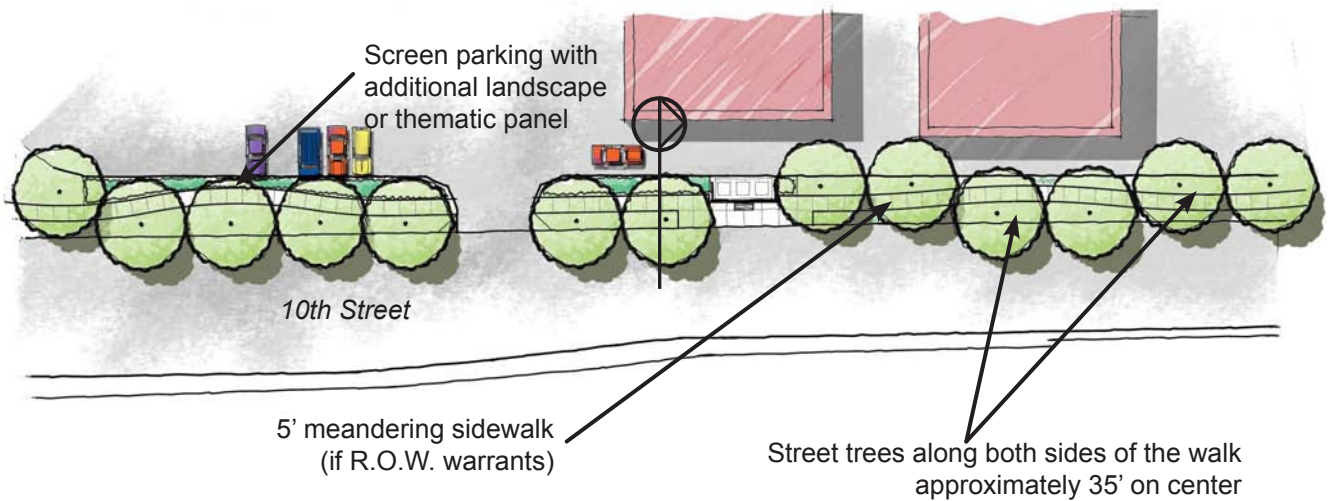 Screen parking with
additional landscape
or thematic panel
10th Street
5’ meandering sidewalk
(if R.O.W. warrants)
Street trees along both sides of the walk
approximately 35’ on center